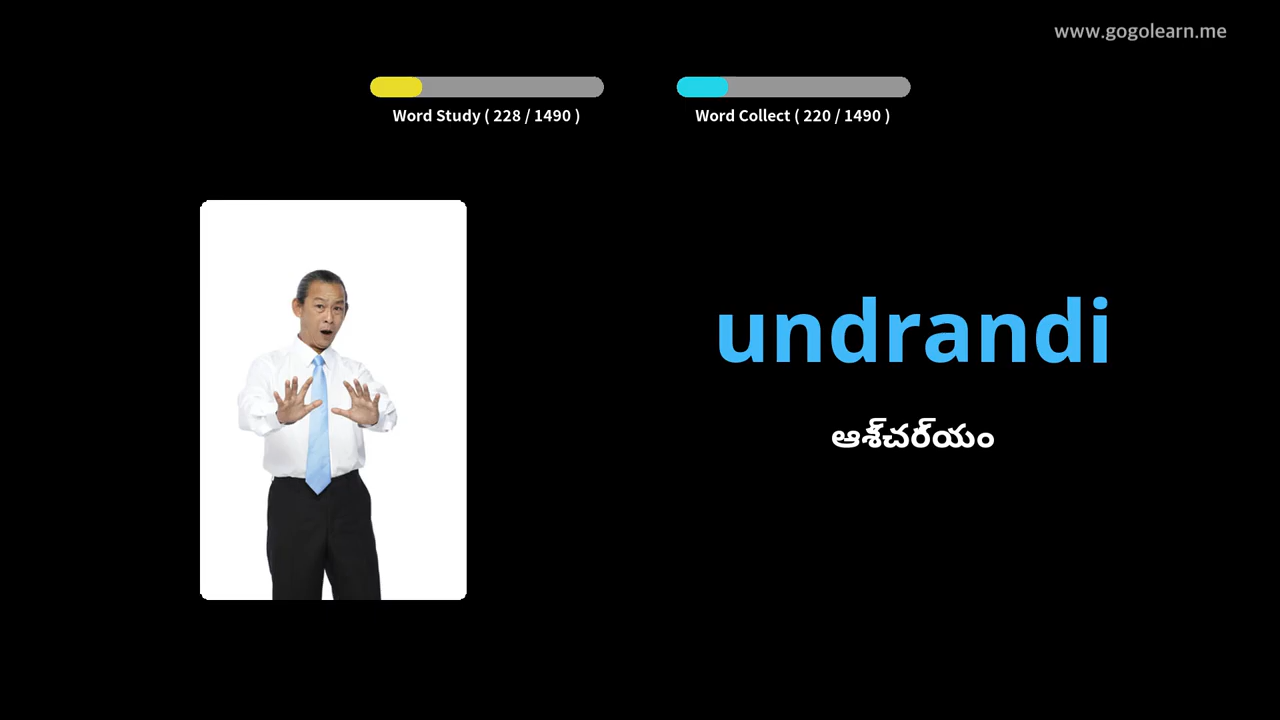 www.gogolearn.me
Word Study ( 228 / 1490 )
Word Collect ( 220 / 1490 )
undrandi
ఆశ్చర్యం